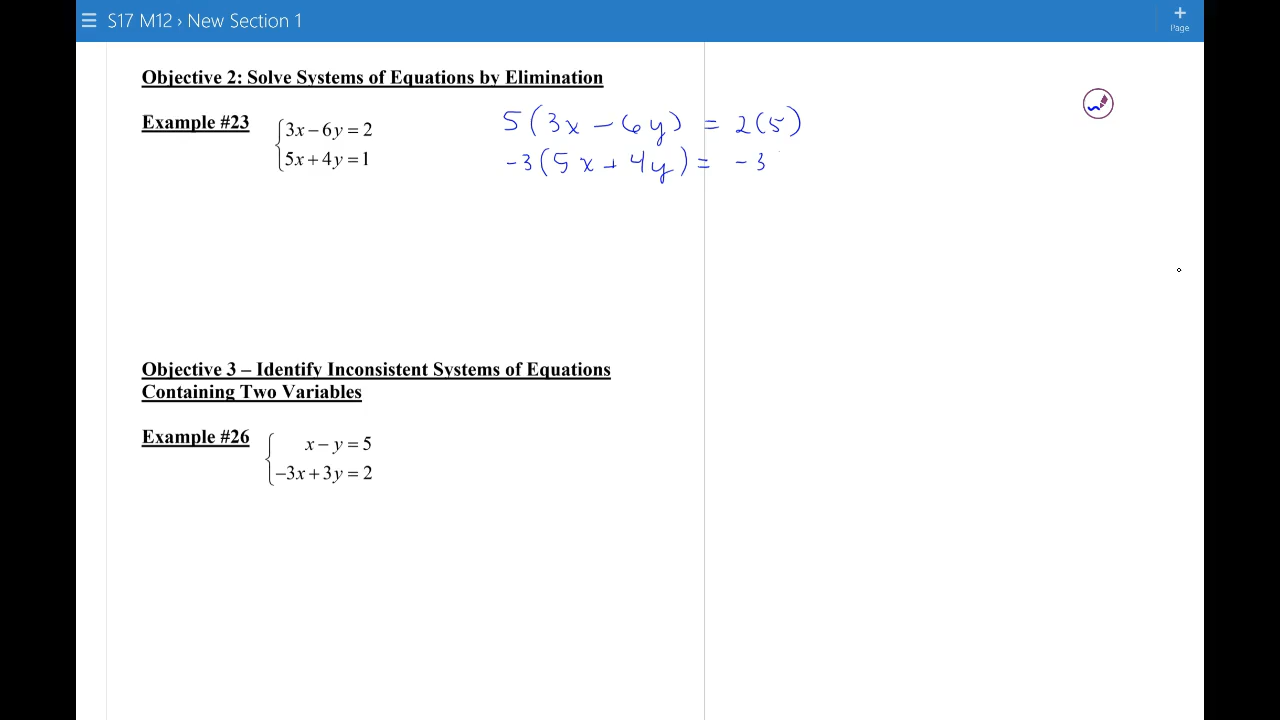 S17 M12 › New Section 1
+
Page
Objective 2: Solve Systems of Equations by Elimination
Example #23
3x − 6y = 2
5x + 4y = 1
5(3x − 6y) = 2(5)
-3(5x + 4y) = -3
Objective 3 – Identify Inconsistent Systems of Equations
Containing Two Variables
Example #26
x − y = 5
−3x + 3y = 2